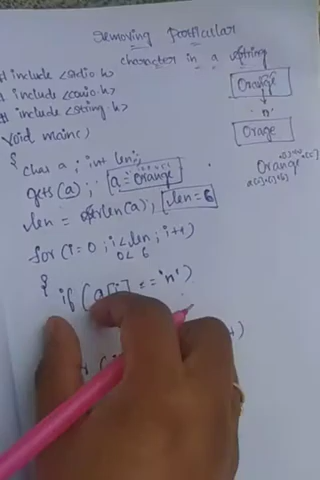 Removing Particular
character in a string
# include <stdio.h>
# include <conio.h>
# include <string.h>
Orange
'n'
Orage
void main()
{ char a; int len;
gets(a); a = orange
Orange
len = strlen(a); len = 6
for (i=0; i<len; i++)
0 < 6
{ if (a[i] == 'n')